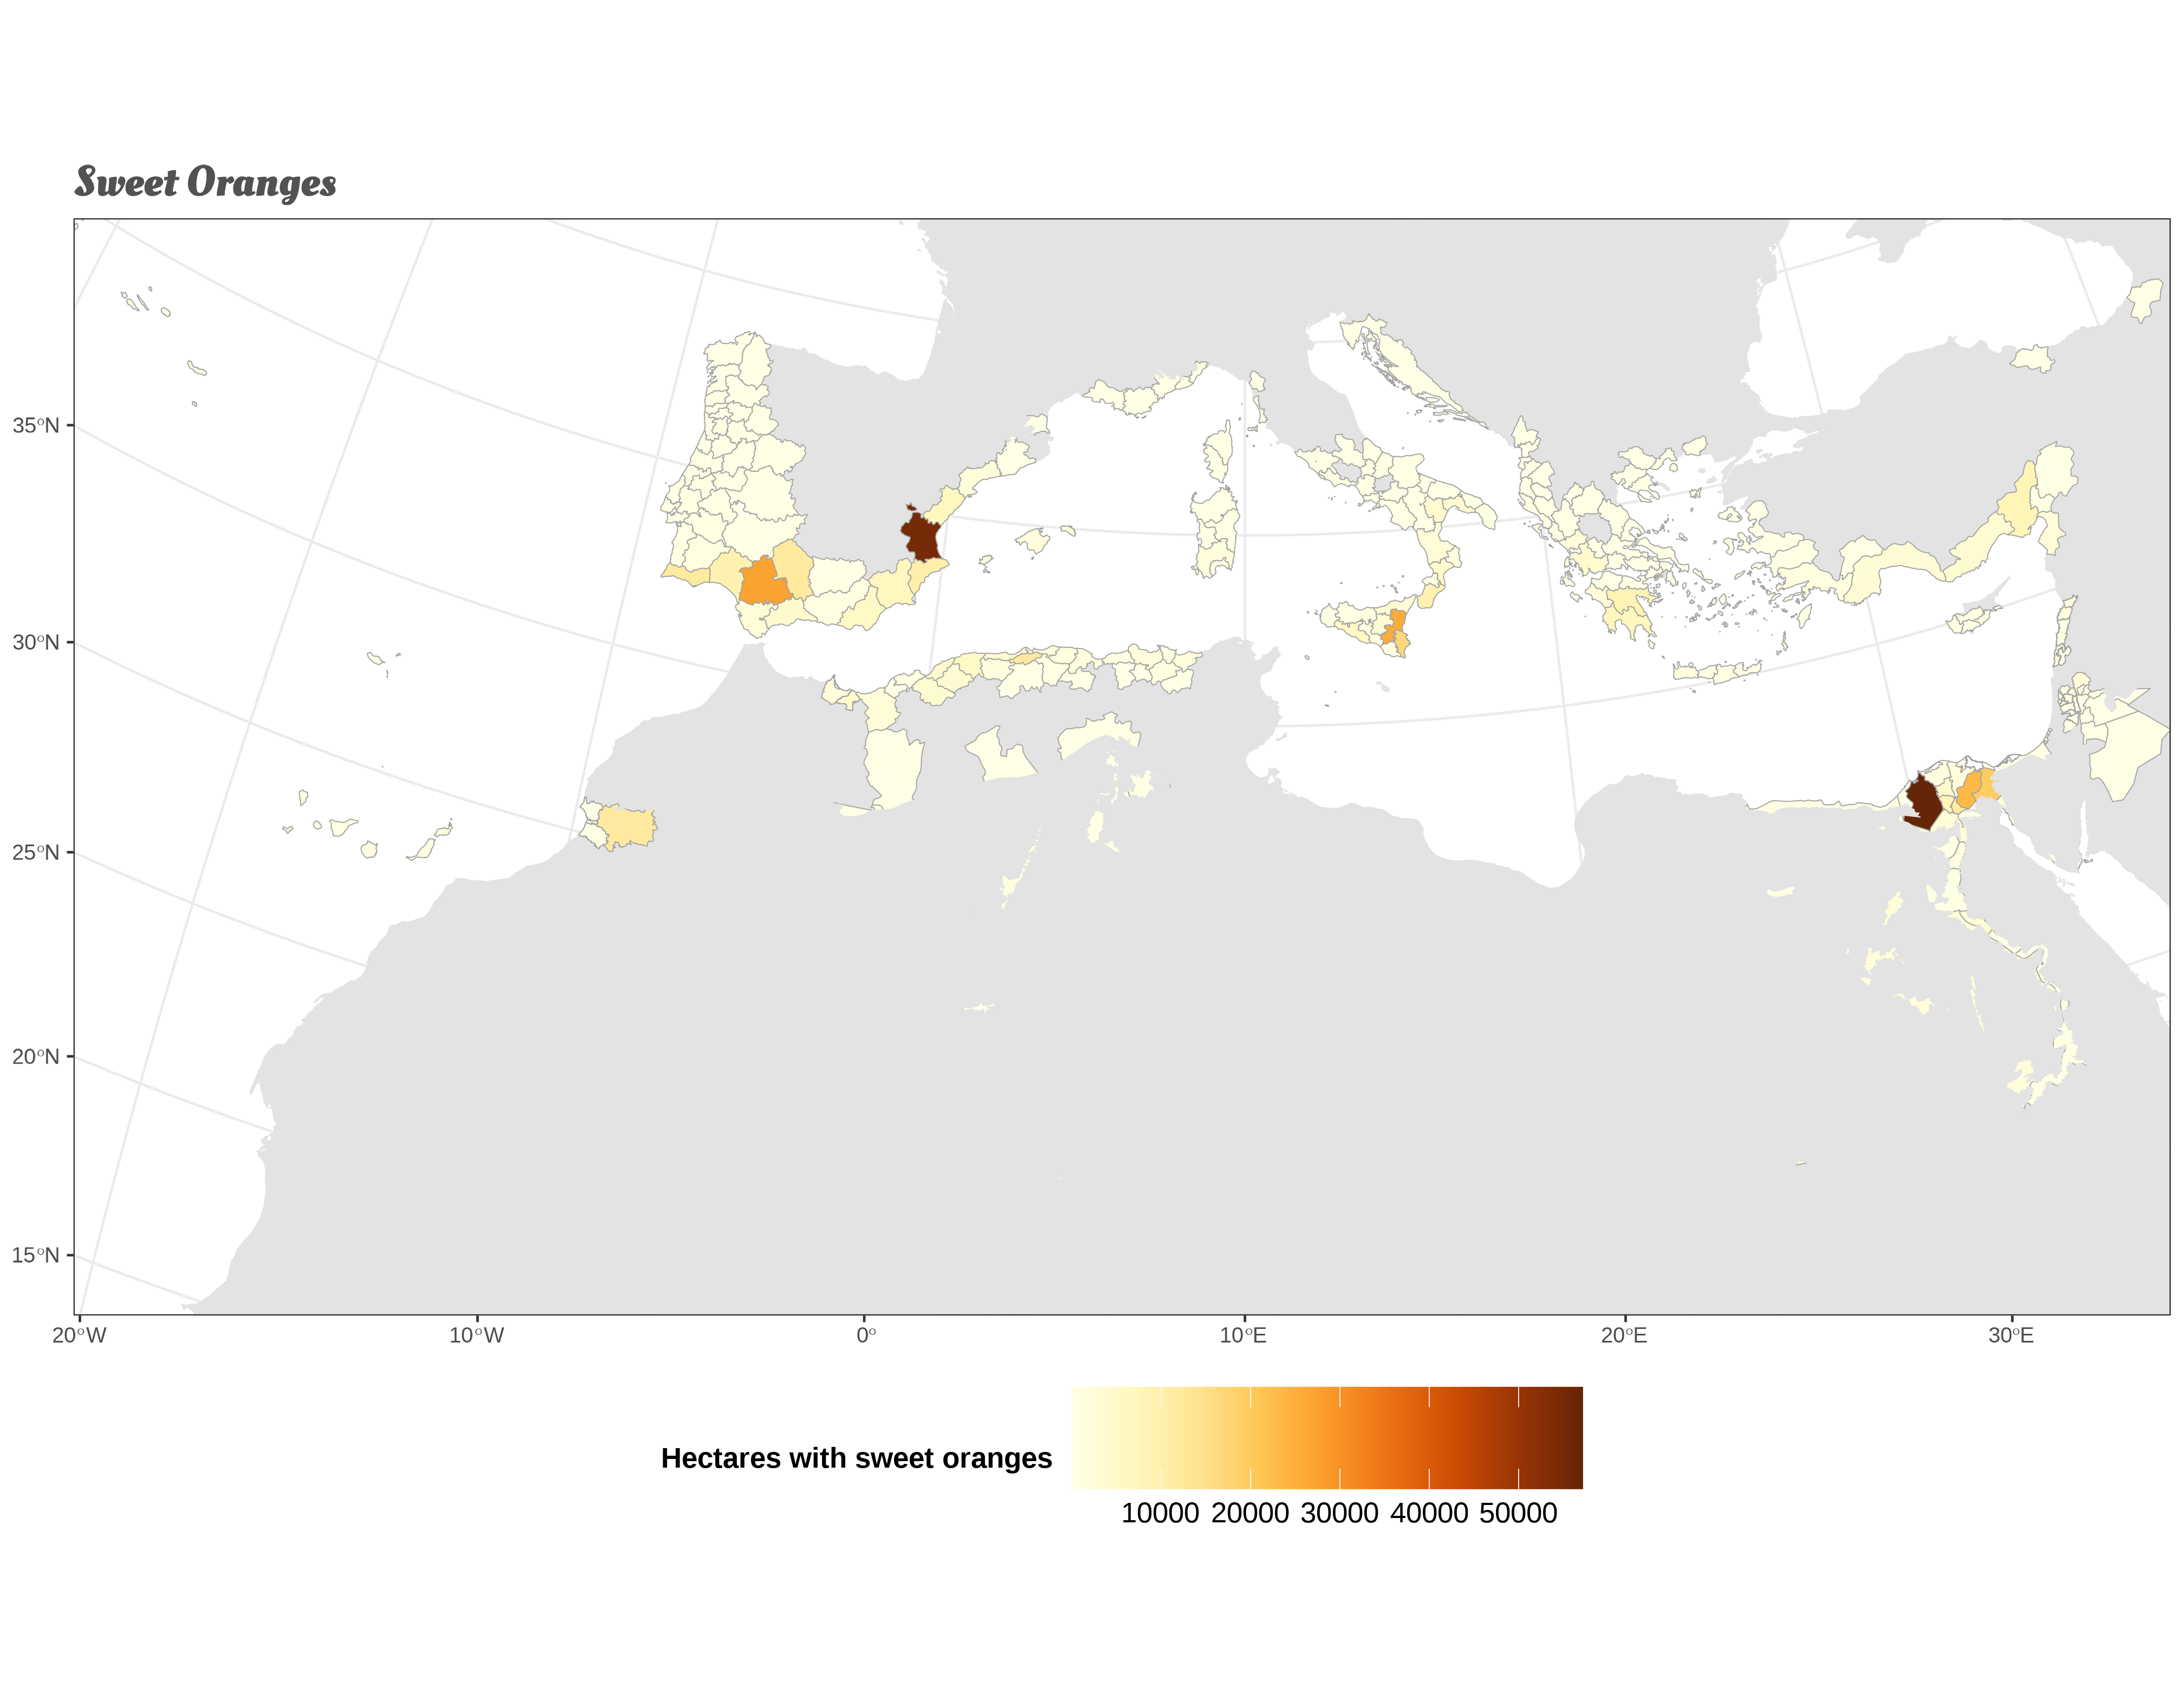 Sweet Oranges
35°N
30°N
25°N
20°N
15°N
20°W 10°W 0° 10°E 20°E 30°E
Hectares with sweet oranges
10000 20000 30000 40000 50000